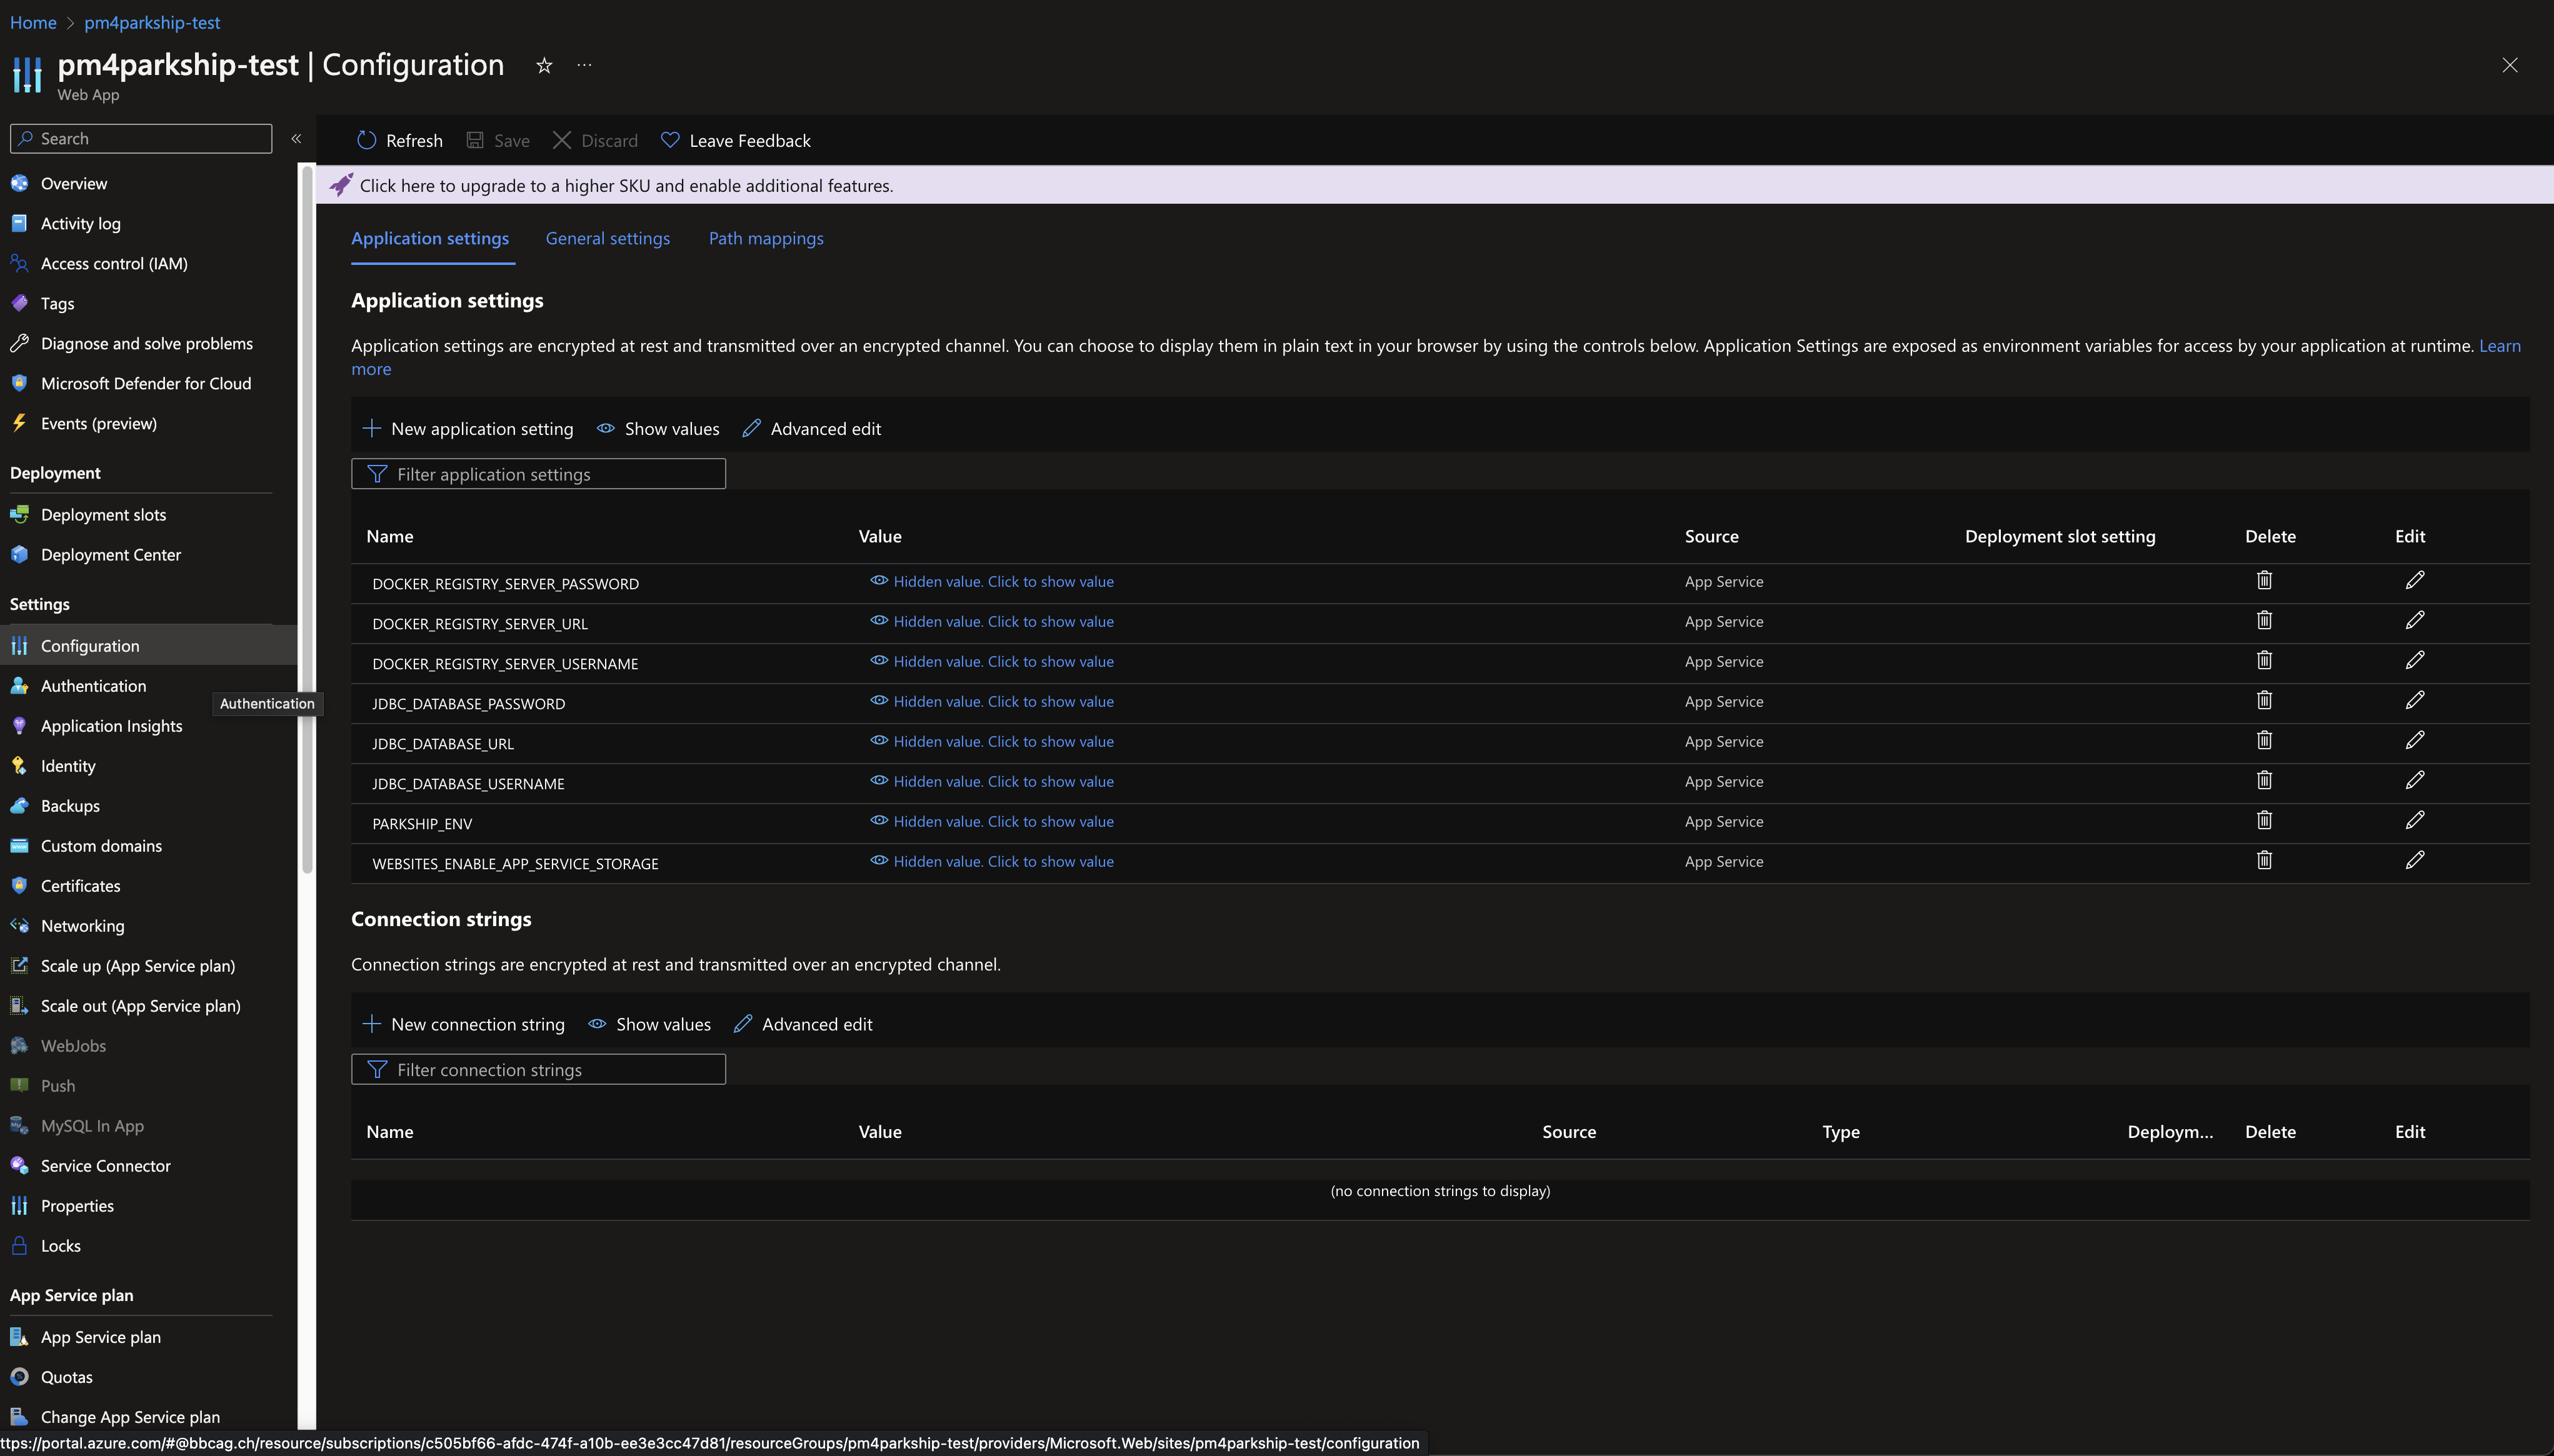 Home > pm4parkship-test
pm4parkship-test | Configuration
Web App
Search
Overview
Activity log
Access control (IAM)
Tags
Diagnose and solve problems
Microsoft Defender for Cloud
Events (preview)
Deployment
Deployment slots
Deployment Center
Settings
Configuration
Authentication
Authentication
Application Insights
Identity
Backups
Custom domains
Certificates
Networking
Scale up (App Service plan)
Scale out (App Service plan)
WebJobs
Push
MySQL In App
Service Connector
Properties
Locks
App Service plan
App Service plan
Quotas
Change App Service plan
Refresh Save Discard Leave Feedback
Click here to upgrade to a higher SKU and enable additional features.
Application settings General settings Path mappings
Application settings
Application settings are encrypted at rest and transmitted over an encrypted channel. You can choose to display them in plain text in your browser by using the controls below. Application Settings are exposed as environment variables for access by your application at runtime. Learn
more
New application setting Show values Advanced edit
Filter application settings
Name Value Source Deployment slot setting Delete Edit
DOCKER_REGISTRY_SERVER_PASSWORD Hidden value. Click to show value App Service
DOCKER_REGISTRY_SERVER_URL Hidden value. Click to show value App Service
DOCKER_REGISTRY_SERVER_USERNAME Hidden value. Click to show value App Service
JDBC_DATABASE_PASSWORD Hidden value. Click to show value App Service
JDBC_DATABASE_URL Hidden value. Click to show value App Service
JDBC_DATABASE_USERNAME Hidden value. Click to show value App Service
PARKSHIP_ENV Hidden value. Click to show value App Service
WEBSITES_ENABLE_APP_SERVICE_STORAGE Hidden value. Click to show value App Service
Connection strings
Connection strings are encrypted at rest and transmitted over an encrypted channel.
New connection string Show values Advanced edit
Filter connection strings
Name Value Source Type Deploym... Delete Edit
(no connection strings to display)
ttps://portal.azure.com/#@bbcag.ch/resource/subscriptions/c505bf66-afdc-474f-a10b-ee3e3cc47d81/resourceGroups/pm4parkship-test/providers/Microsoft.Web/sites/pm4parkship-test/configuration